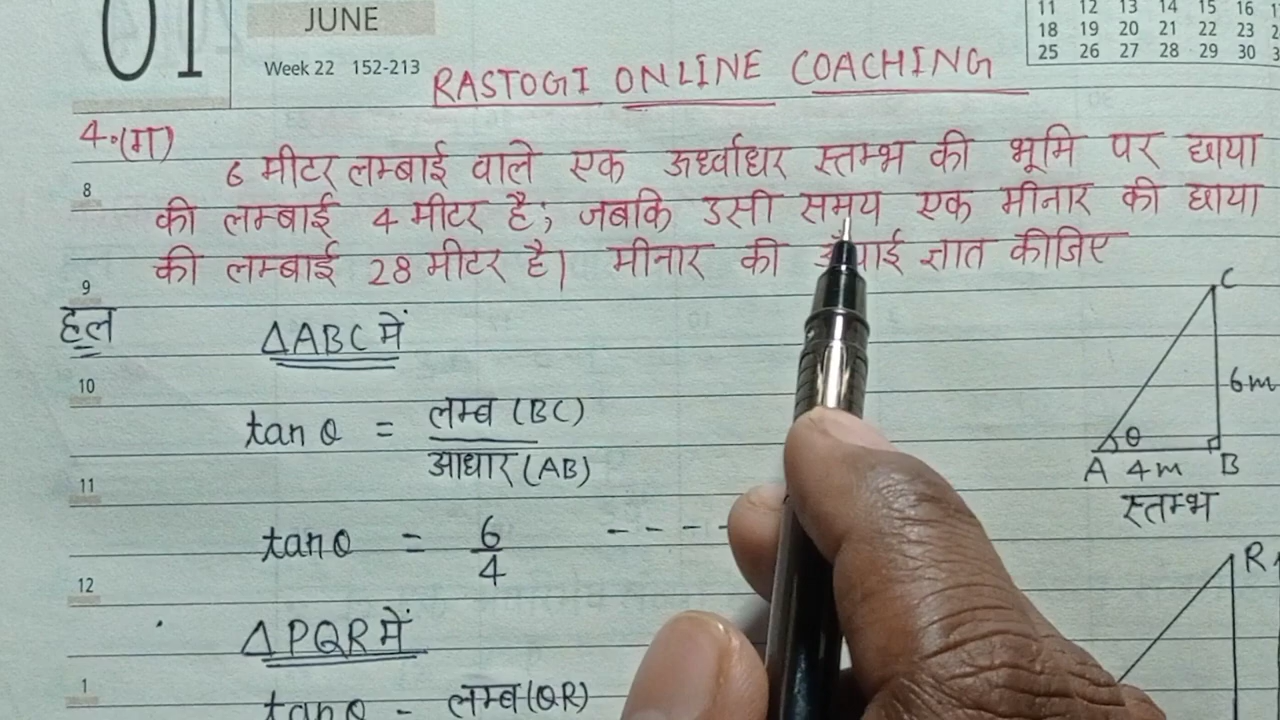 01
JUNE
Week 22 152-213
11 12 13 14 15 16
18 19 20 21 22 23
25 26 27 28 29 30
RASTOGI ONLINE COACHING
4.(ग)
6 मीटर लम्बाई वाले एक ऊर्ध्वाधर स्तम्भ की भूमि पर छाया
8
की लम्बाई 4 मीटर है; जबकि उसी समय एक मीनार की छाया
की लम्बाई 28 मीटर है। मीनार की ऊँचाई ज्ञात कीजिए
9
हल
ΔABC में
C
10
6m
tan θ = लम्ब (BC)
आधार (AB)
θ
A 4m B
11
स्तम्भ
tan θ = 6/4 ----
R
12
ΔPQR में
1
tan θ = लम्ब (QR)